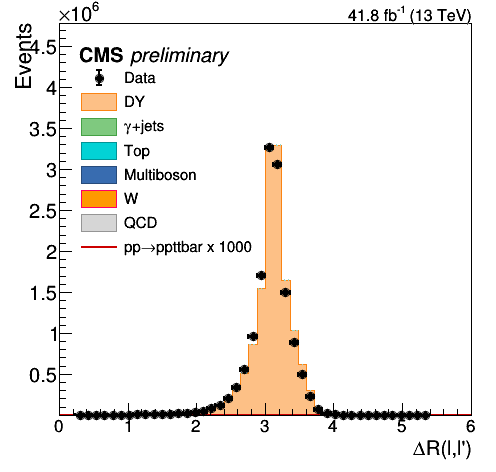 ×10⁶
41.8 fb⁻¹ (13 TeV)
Events
CMS preliminary
Data
DY
γ+jets
Top
Multiboson
W
QCD
pp→ppttbar x 1000
4.5
4
3.5
3
2.5
2
1.5
1
0.5
0 1 2 3 4 5 6
ΔR(l,l')